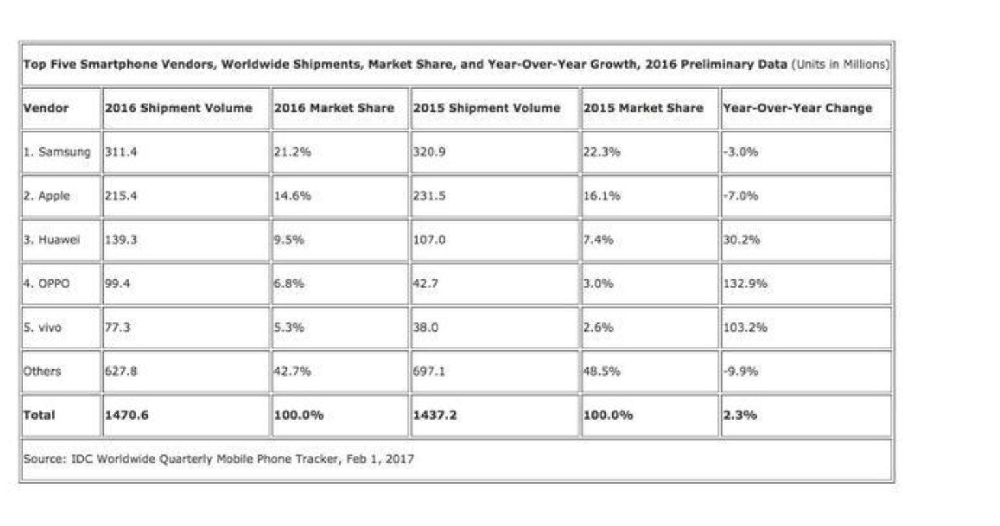 Top Five Smartphone Vendors, Worldwide Shipments, Market Share, and Year-Over-Year Growth, 2016 Preliminary Data (Units in Millions)
Vendor 2016 Shipment Volume 2016 Market Share 2015 Shipment Volume 2015 Market Share Year-Over-Year Change
1. Samsung 311.4 21.2% 320.9 22.3% -3.0%
2. Apple 215.4 14.6% 231.5 16.1% -7.0%
3. Huawei 139.3 9.5% 107.0 7.4% 30.2%
4. OPPO 99.4 6.8% 42.7 3.0% 132.9%
5. vivo 77.3 5.3% 38.0 2.6% 103.2%
Others 627.8 42.7% 697.1 48.5% -9.9%
Total 1470.6 100.0% 1437.2 100.0% 2.3%
Source: IDC Worldwide Quarterly Mobile Phone Tracker, Feb 1, 2017